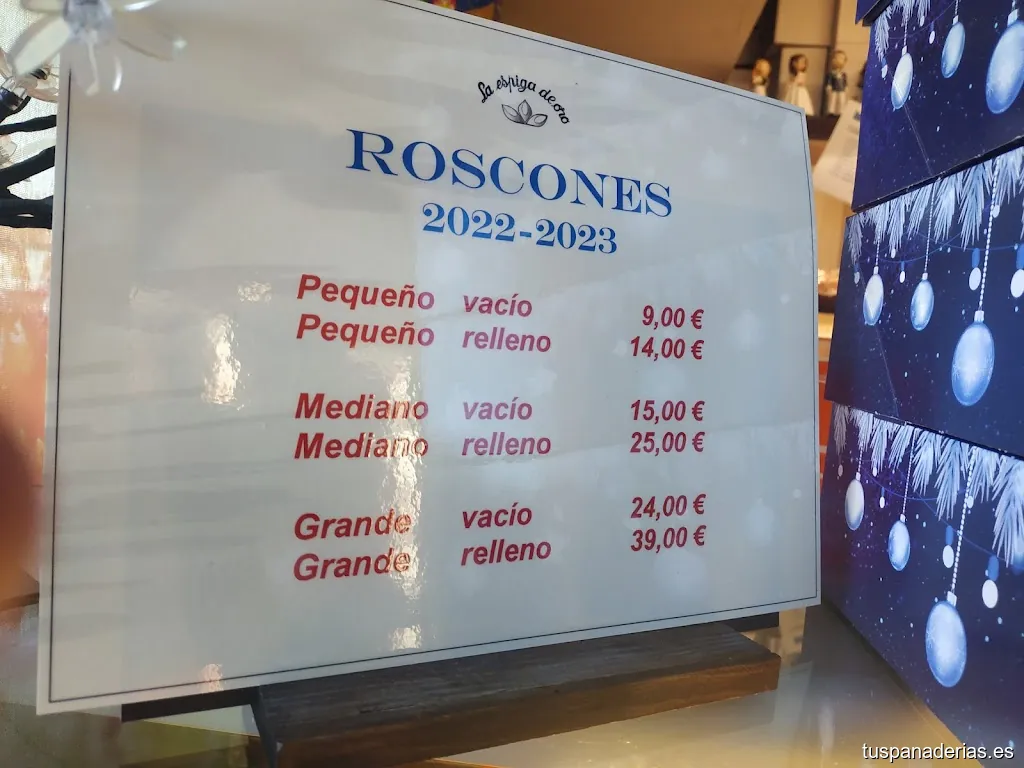 La espiga de oro
ROSCONES
2022-2023
Pequeño vacío 9,00 €
Pequeño relleno 14,00 €
Mediano vacío 15,00 €
Mediano relleno 25,00 €
Grande vacío 24,00 €
Grande relleno 39,00 €
tuspanaderias.es